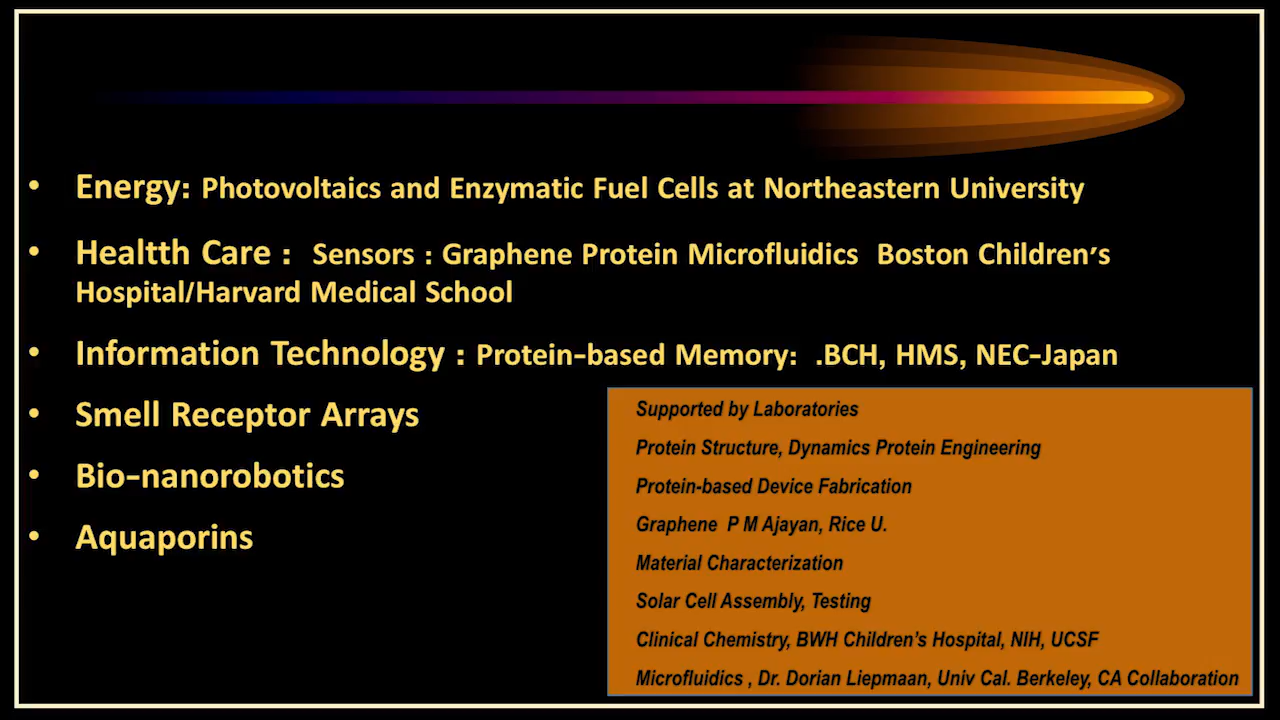 • Energy: Photovoltaics and Enzymatic Fuel Cells at Northeastern University
• Healtth Care : Sensors : Graphene Protein Microfluidics Boston Children's
Hospital/Harvard Medical School
• Information Technology : Protein-based Memory: .BCH, HMS, NEC-Japan
• Smell Receptor Arrays
• Bio-nanorobotics
• Aquaporins
Supported by Laboratories
Protein Structure, Dynamics Protein Engineering
Protein-based Device Fabrication
Graphene P M Ajayan, Rice U.
Material Characterization
Solar Cell Assembly, Testing
Clinical Chemistry, BWH Children's Hospital, NIH, UCSF
Microfluidics , Dr. Dorian Liepmaan, Univ Cal. Berkeley, CA Collaboration